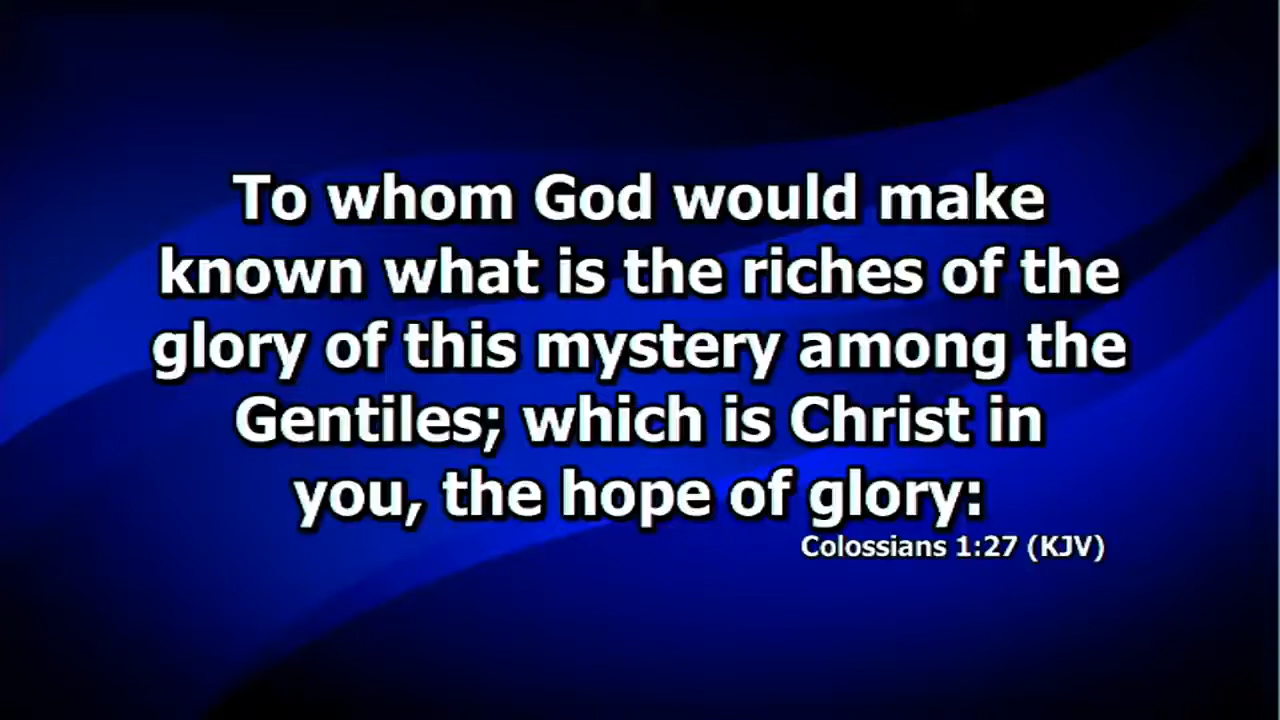 To whom God would make
known what is the riches of the
glory of this mystery among the
Gentiles; which is Christ in
you, the hope of glory:
Colossians 1:27 (KJV)